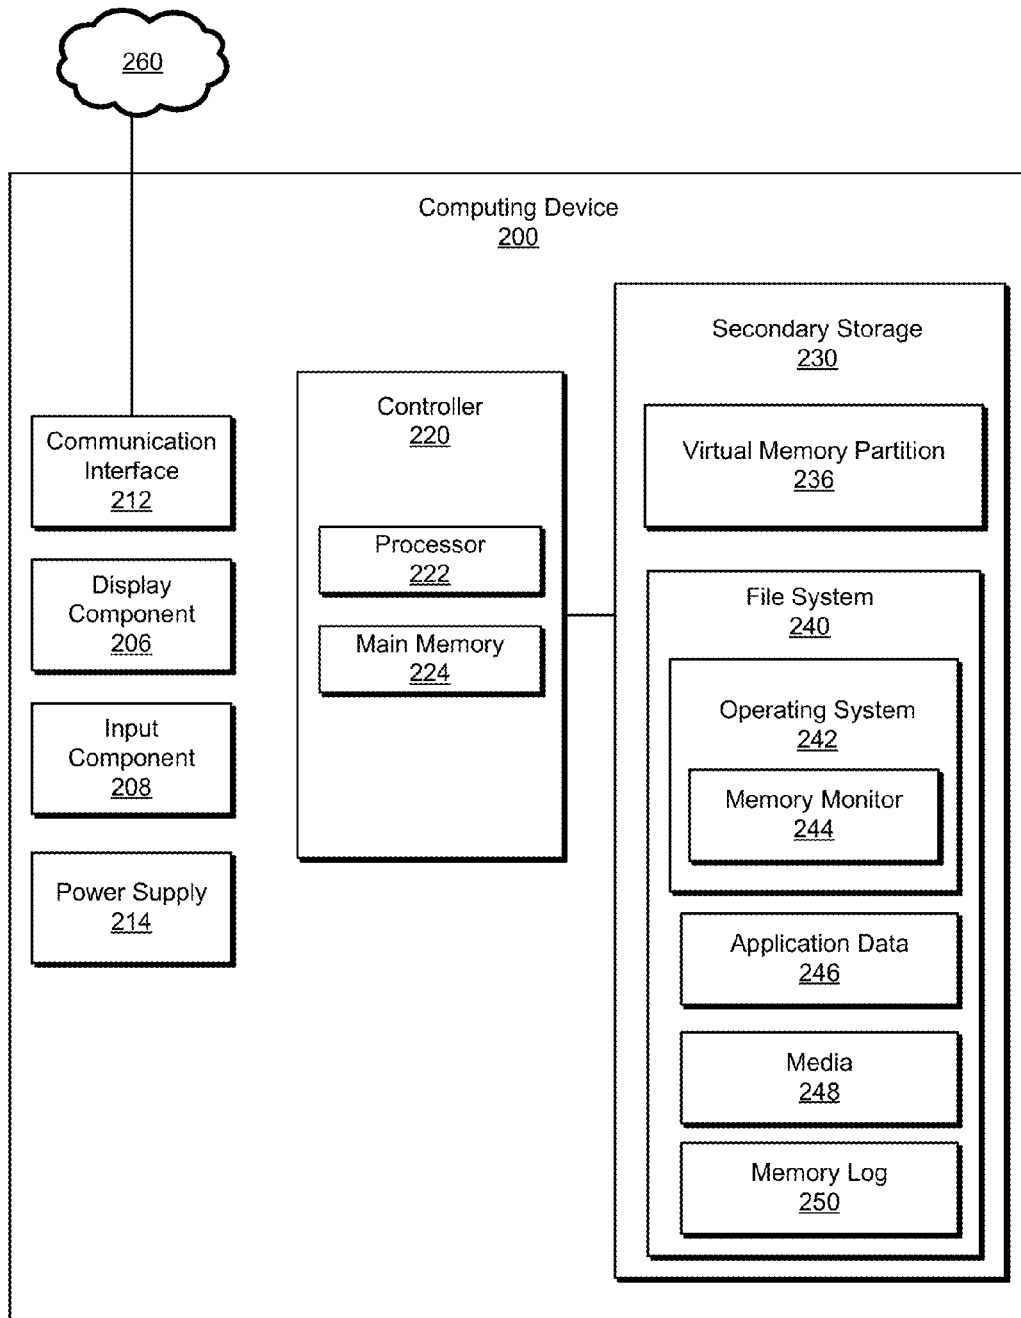 260
Computing Device
200
Communication
Interface
212
Display
Component
206
Input
Component
208
Power Supply
214
Controller
220
Processor
222
Main Memory
224
Secondary Storage
230
Virtual Memory Partition
236
File System
240
Operating System
242
Memory Monitor
244
Application Data
246
Media
248
Memory Log
250